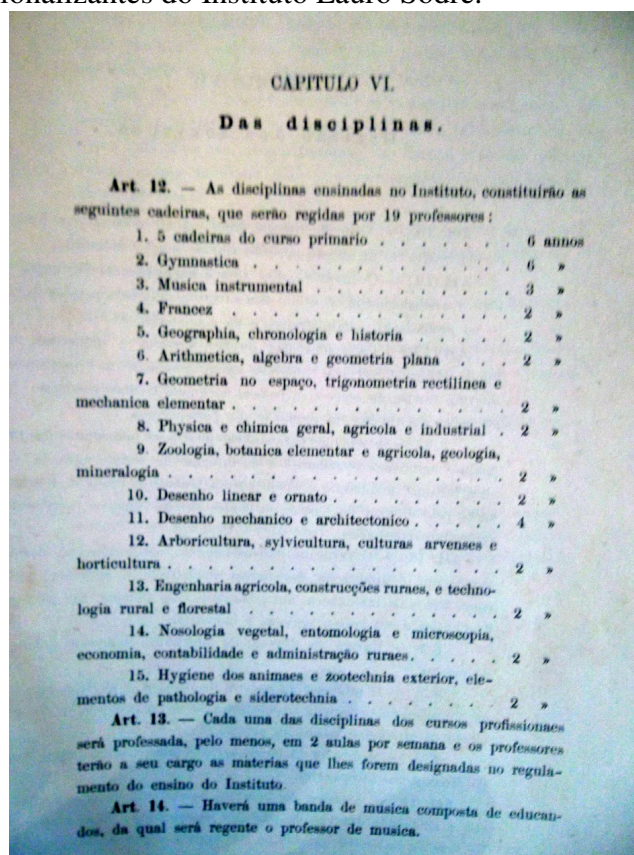 ionalizantes do Instituto Lauro Sodré.
CAPITULO VI.
Das disciplinas.
Art. 12. — As disciplinas ensinadas no Instituto, constituirão as
seguintes cadeiras, que serão regidas por 19 professores:
1. 5 cadeiras do curso primario . . . . . . 6 annos
2. Gymnastica . . . . . . . . . . . . . 6 »
3. Musica instrumental . . . . . . . . . . 3 »
4. Francez . . . . . . . . . . . . . . 2 »
5. Geographia, chronologia e historia . . . . . 2 »
6. Arithmetica, algebra e geometria plana . . . 2 »
7. Geometria no espaço, trigonometria rectilinea e
mechanica elementar . . . . . . . . . . . . . 2 »
8. Physica e chimica geral, agricola e industrial . 2 »
9. Zoologia, botanica elementar e agricola, geologia,
mineralogia . . . . . . . . . . . . . . . . 2 »
10. Desenho linear e ornato . . . . . . . . . 2 »
11. Desenho mechanico e architectonico . . . . . 4 »
12. Arboricultura, sylvicultura, culturas arvenses e
horticultura . . . . . . . . . . . . . . . . 2 »
13. Engenharia agricola, construcções ruraes, e techno-
logia rural e florestal . . . . . . . . . . . . . 2 »
14. Nosologia vegetal, entomologia e microscopia,
economia, contabilidade e administração ruraes. . . . . 2 »
15. Hygiene dos animaes e zootechnia exterior, ele-
mentos de pathologia e siderotechnia . . . . . . . 2 »
Art. 13. — Cada uma das disciplinas dos cursos profissionaes
será professada, pelo menos, em 2 aulas por semana e os professores
terão a seu cargo as materias que lhes forem designadas no regula-
mento do ensino do Instituto.
Art. 14. — Haverá uma banda de musica composta de educan-
dos, da qual será regente o professor de musica.